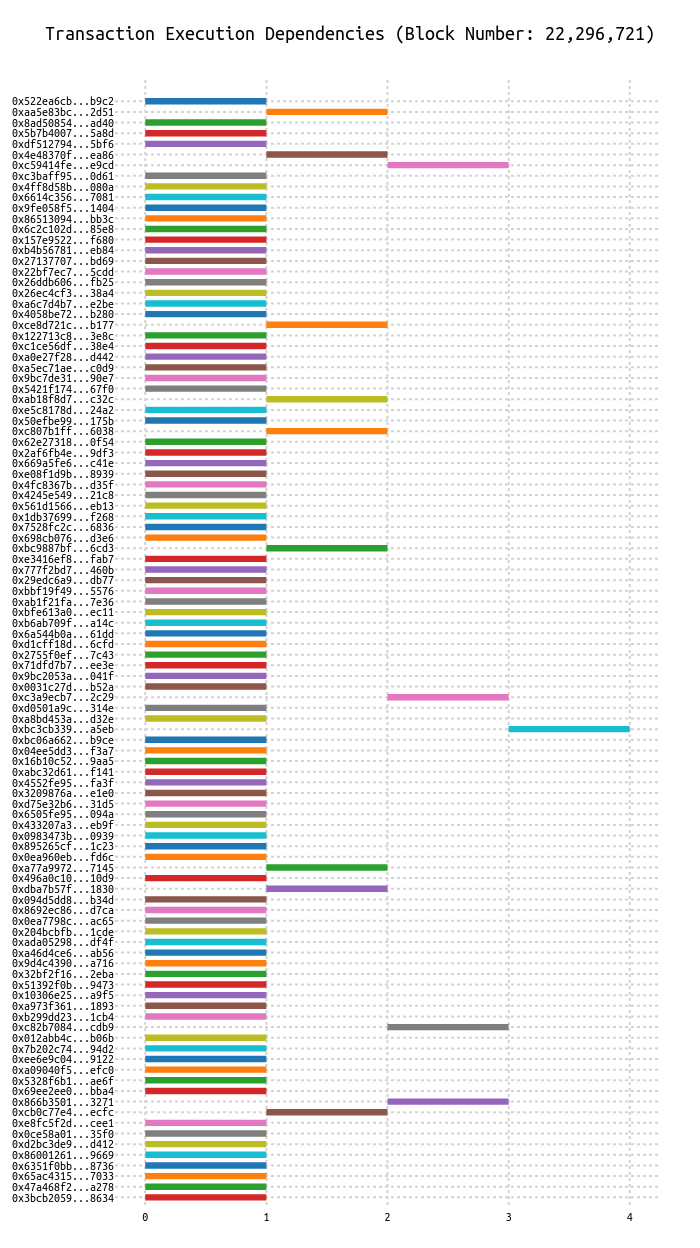 Transaction Execution Dependencies (Block Number: 22,296,721)
0x522ea6cb...b9c2
0xaa5e83bc...2d51
0x8ad50854...ad40
0x5b7b4007...5a8d
0xdf512794...5bf6
0x4e48370f...ea86
0xc59414fe...e9cd
0xc3baff95...0d61
0x4ff8d58b...080a
0x6614c356...7081
0x9fe058f5...1404
0x86513094...bb3c
0x6c2c102d...85e8
0x157e9522...f680
0xb4b56781...eb84
0x27137707...bd69
0x22bf7ec7...5cdd
0x26ddb606...fb25
0x26ec4cf3...38a4
0xa6c7d4b7...e2be
0x4058be72...b280
0xce8d721c...b177
0x122713c8...3e8c
0xc1ce56df...38e4
0xa0e27f28...d442
0xa5ec71ae...c0d9
0x9bc7de31...90e7
0x5421f174...67f0
0xab18f8d7...c32c
0xe5c8178d...24a2
0x50efbe99...175b
0xc807b1ff...6038
0x62e27318...0f54
0x2af6fb4e...9df3
0x669a5fe6...c41e
0xe08f1d9b...8939
0x4fc8367b...d35f
0x4245e549...21c8
0x561d1566...eb13
0x1db37699...f268
0x7528fc2c...6836
0x698cb076...d3e6
0xbc9887bf...6cd3
0xe3416ef8...fab7
0x777f2bd7...460b
0x29edc6a9...db77
0xbbf19f49...5576
0xab1f21fa...7e36
0xbfe613a0...ec11
0xb6ab709f...a14c
0x6a544b0a...61dd
0xd1cff18d...6cfd
0x2755f0ef...7c43
0x71dfd7b7...ee3e
0x9bc2053a...041f
0x0031c27d...b52a
0xc3a9ecb7...2c29
0xd0501a9c...314e
0xa8bd453a...d32e
0xbc3cb339...a5eb
0xbc06a662...b9ce
0x04ee5dd3...f3a7
0x16b10c52...9aa5
0xabc32d61...f141
0x4552fe95...fa3f
0x3209876a...e1e0
0xd75e32b6...31d5
0x6505fe95...094a
0x433207a3...eb9f
0x0983473b...0939
0x895265cf...1c23
0x0ea960eb...fd6c
0xa77a9972...7145
0x496a0c10...10d9
0xdba7b57f...1830
0x094d5dd8...b34d
0x8692ec86...d7ca
0x0ea7798c...ac65
0x204bcbfb...1cde
0xada05298...df4f
0xa46d4ce6...ab56
0x9d4c4390...a716
0x32bf2f16...2eba
0x51392f0b...9473
0x10306e25...a9f5
0xa973f361...1893
0xb299dd23...1cb4
0xc82b7084...cdb9
0x012abb4c...b06b
0x7b202c74...94d2
0xee6e9c04...9122
0xa09040f5...efc0
0x5328f6b1...ae6f
0x69ee2ee0...bba4
0x866b3501...3271
0xcb0c77e4...ecfc
0xe8fc5f2d...cee1
0x0ce58a01...35f0
0xd2bc3de9...d412
0x86001261...9669
0x6351f0bb...8736
0x65ac4315...7033
0x47a468f2...a278
0x3bcb2059...8634
0 1 2 3 4